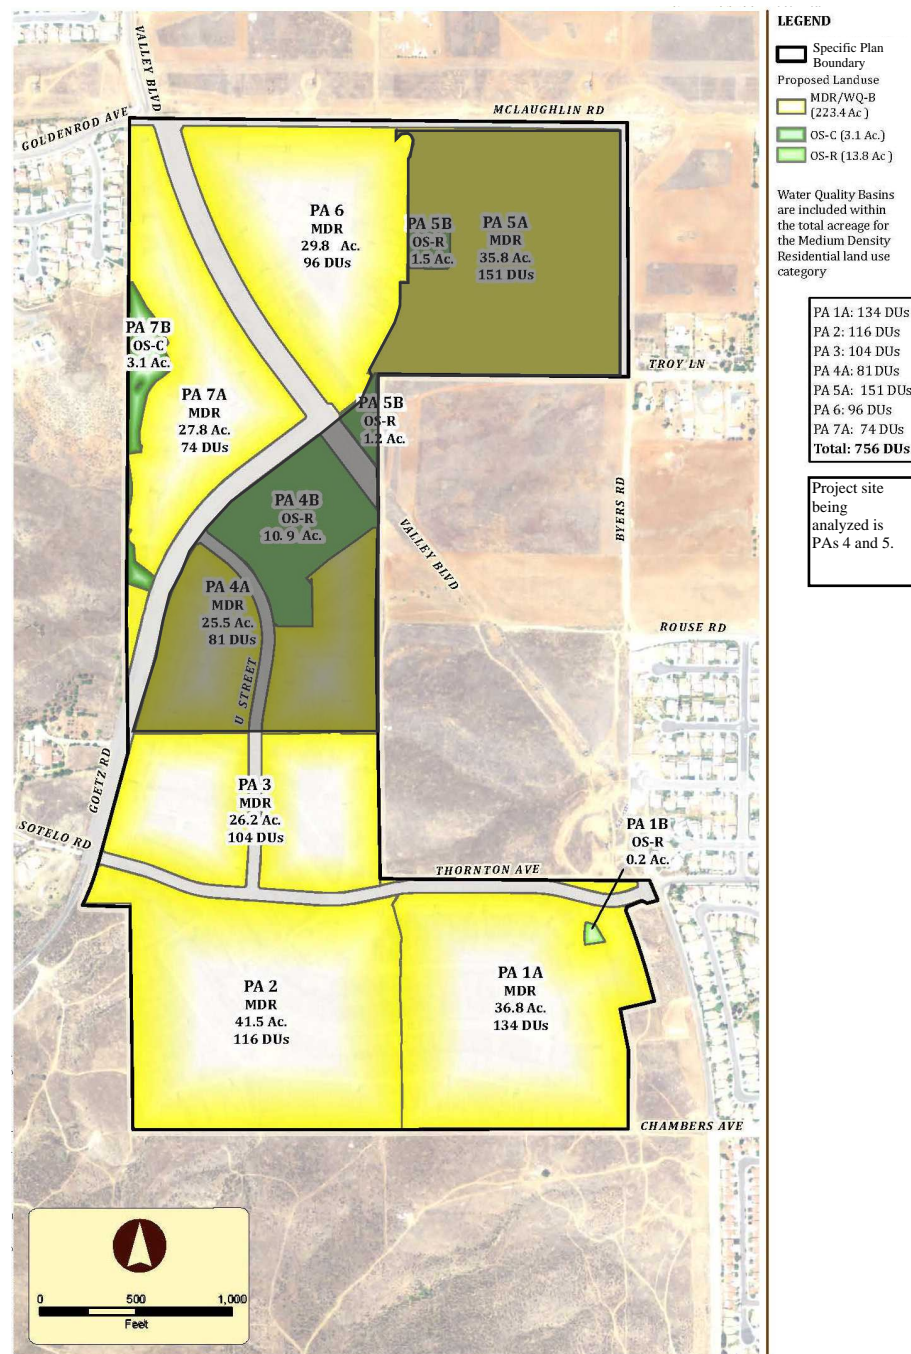 LEGEND
Specific Plan
Boundary
Proposed Landuse
MDR/WQ-B
(223.4 Ac )
OS-C (3.1 Ac.)
OS-R (13.8 Ac )
Water Quality Basins
are included within
the total acreage for
the Medium Density
Residential land use
category
PA 1A: 134 DUs
PA 2: 116 DUs
PA 3: 104 DUs
PA 4A: 81 DUs
PA 5A: 151 DUs
PA 6: 96 DUs
PA 7A: 74 DUs
Total: 756 DUs
Project site
being
analyzed is
PAs 4 and 5.
VALLEY BLVD
GOLDENROD AVE
MCLAUGHLIN RD
PA 6
MDR
29.8 Ac.
96 DUs
PA 5B
OS-R
1.5 Ac.
PA 5A
MDR
35.8 Ac.
151 DUs
PA 7B
OS-C
3.1 Ac.
TROY LN
PA 7A
MDR
27.8 Ac.
74 DUs
PA 5B
OS-R
1.2 Ac.
PA 4B
OS-R
10. 9 Ac.
BYERS RD
VALLEY BLVD
PA 4A
MDR
25.5 Ac.
81 DUs
ROUSE RD
U STREET
GOETZ RD
PA 3
MDR
26.2 Ac.
104 DUs
SOTELO RD
PA 1B
OS-R
0.2 Ac.
THORNTON AVE
PA 2
MDR
41.5 Ac.
116 DUs
PA 1A
MDR
36.8 Ac.
134 DUs
CHAMBERS AVE
0 500 1,000
Feet